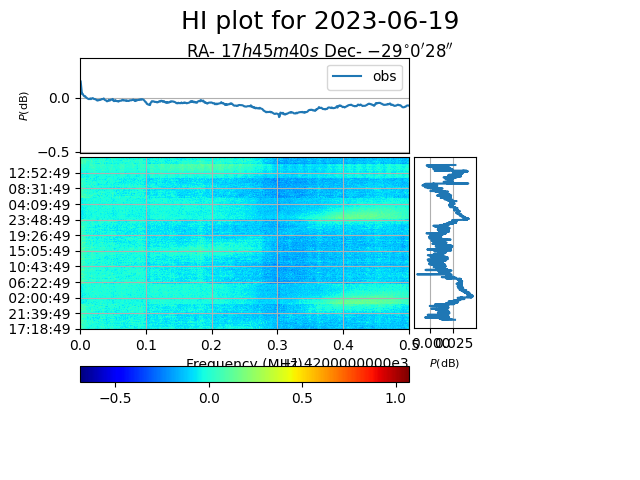 HI plot for 2023-06-19
RA- 17h45m40s Dec- −29°0′28″
P(dB)
0.0
−0.5
obs
12:52:49
08:31:49
04:09:49
23:48:49
19:26:49
15:05:49
10:43:49
06:22:49
02:00:49
21:39:49
17:18:49
0.0 0.1 0.2 0.3 0.4 0.5
0.000 0.025
P(dB)
Frequency (MHz)
+1.4200000000e3
−0.5 0.0 0.5 1.0